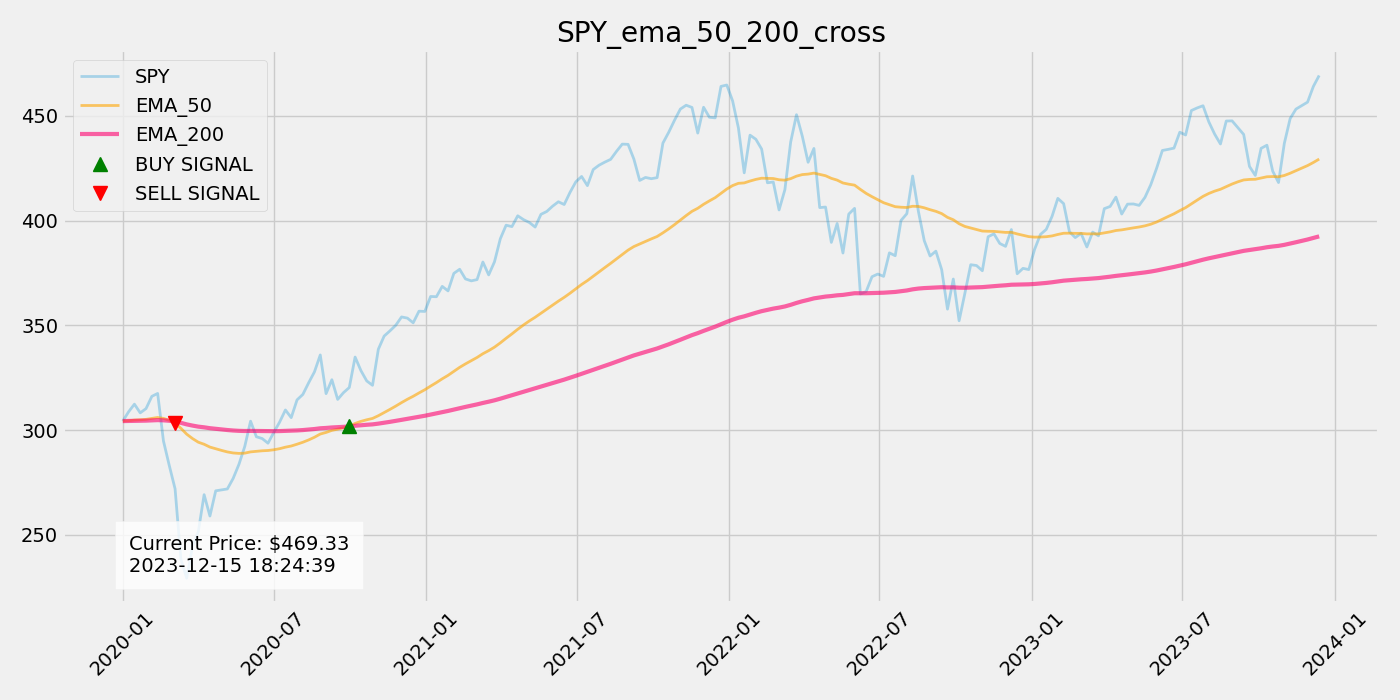 SPY_ema_50_200_cross
SPY
EMA_50
EMA_200
BUY SIGNAL
SELL SIGNAL
450
400
350
300
250
Current Price: $469.33
2023-12-15 18:24:39
2020-01
2020-07
2021-01
2021-07
2022-01
2022-07
2023-01
2023-07
2024-01